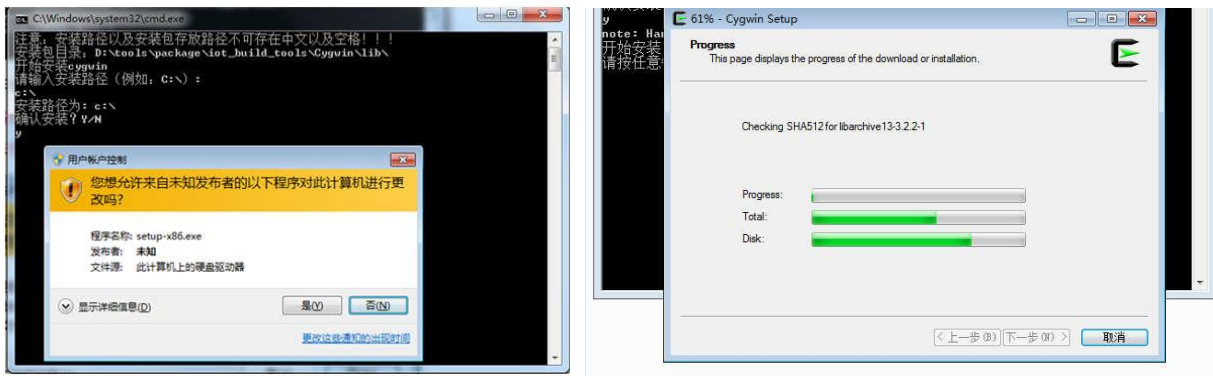 C:\Windows\system32\cmd.exe
注意：安装路径以及安装包存放路径不可存在中文以及空格！！！
安装包目录：D:\tools\package\iot_build_tools\Cygwin\lib\
开始安装cygwin
请输入安装路径（例如：C:\）：
c:\
安装路径为：c:\
确认安装？Y/N
y
用户帐户控制
您想允许来自未知发布者的以下程序对此计算机进行更
改吗？
程序名称: setup-x86.exe
发布者: 未知
文件源: 此计算机上的硬盘驱动器
显示详细信息(D)
是(Y)
否(N)
更改这些通知的出现时间
y
note: Har
开始安装
请按任意
61% - Cygwin Setup
Progress
This page displays the progress of the download or installation.
Checking SHA512 for libarchive13-3.2.2-1
Progress:
Total:
Disk:
< 上一步(B)
下一步(N) >
取消